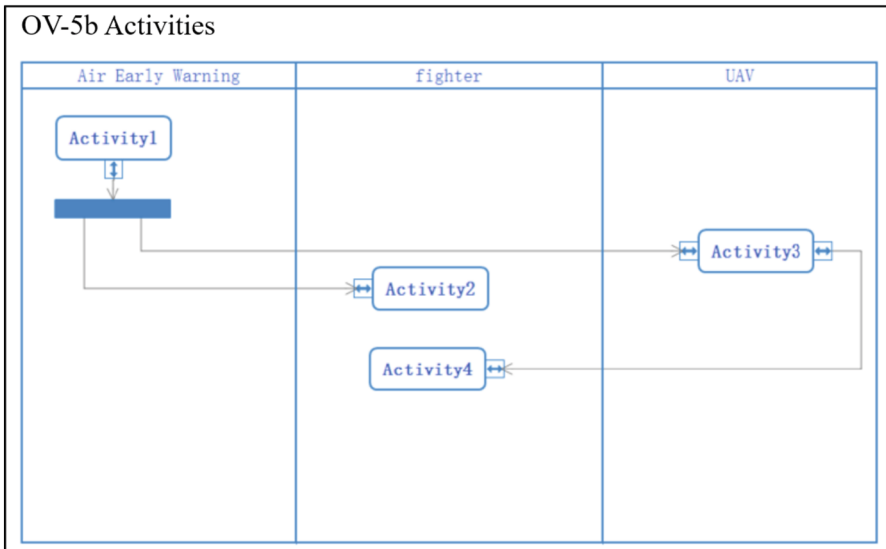 OV-5b Activities
Air Early Warning
fighter
UAV
Activity1
Activity3
Activity2
Activity4